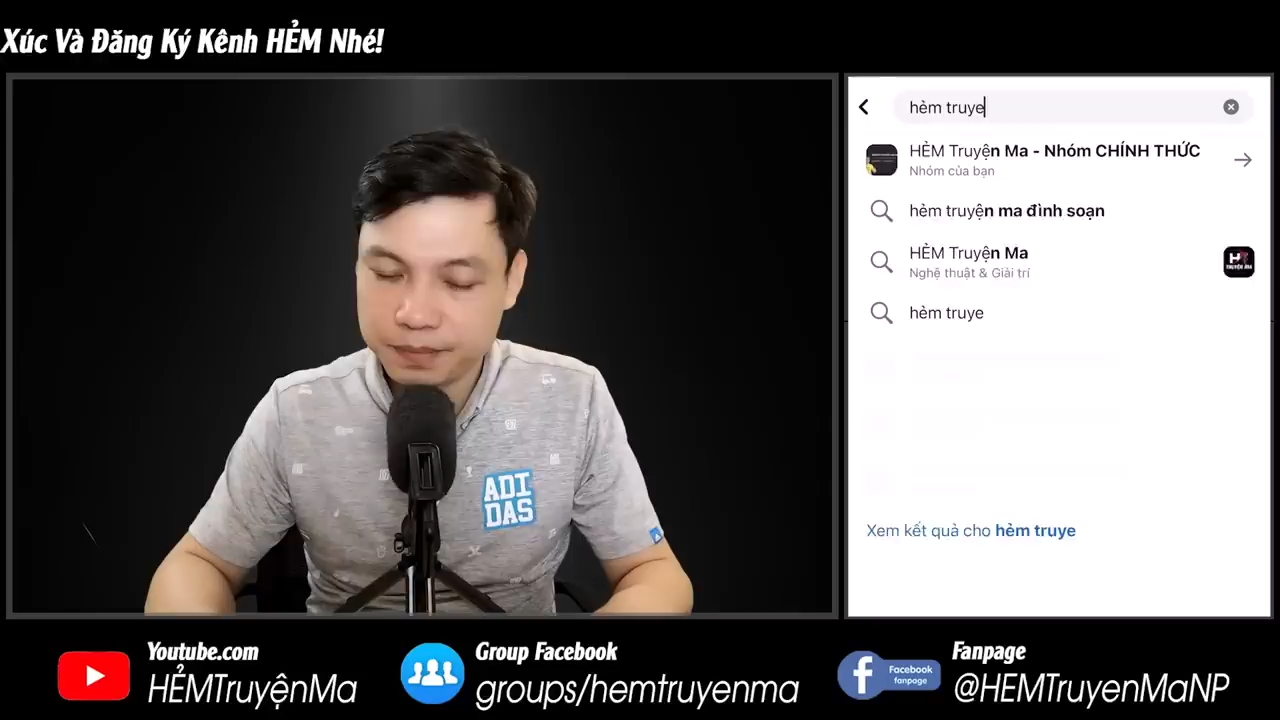 Xúc Và Đăng Ký Kênh HẺM Nhé!
hẻm truye
HẺM Truyện Ma - Nhóm CHÍNH THỨC
Nhóm của bạn
hẻm truyện ma đình soạn
HẺM Truyện Ma
Nghệ thuật & Giải trí
H
TRUYỆN MA
hẻm truye
Xem kết quả cho hẻm truye
ADI
DAS
Youtube.com
HẺMTruyệnMa
Group Facebook
groups/hemtruyenma
Facebook
fanpage
Fanpage
@HEMTruyenMaNP